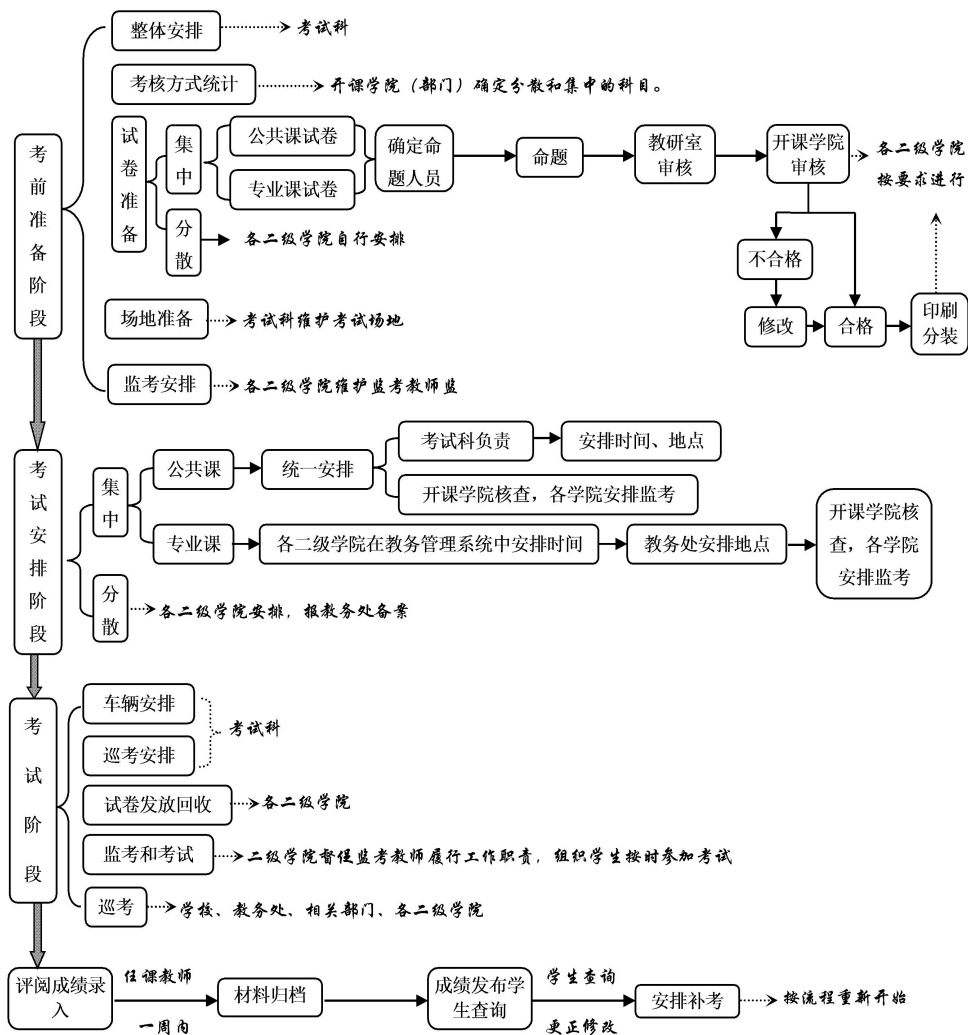 考前准备阶段
整体安排
考试科
考核方式统计
开课学院（部门）确定分散和集中的科目。
试卷准备
集中
公共课试卷
专业课试卷
确定命
题人员
命题
教研室
审核
开课学院
审核
各二级学院
按要求进行
分散
各二级学院自行安排
不合格
修改
合格
印刷
分装
场地准备
考试科维护考试场地
监考安排
各二级学院维护监考教师监
考试安排阶段
集中
公共课
统一安排
考试科负责
安排时间、地点
开课学院核查，各学院安排监考
专业课
各二级学院在教务管理系统中安排时间
教务处安排地点
开课学院核
查，各学院
安排监考
分散
各二级学院安排，报教务处备案
考试阶段
车辆安排
巡考安排
考试科
试卷发放回收
各二级学院
监考和考试
二级学院督促监考教师履行工作职责，组织学生按时参加考试
巡考
学校、教务处、相关部门、各二级学院
评阅成绩录
入
任课教师
一周内
材料归档
成绩发布学
生查询
学生查询
更正修改
安排补考
按流程重新开始